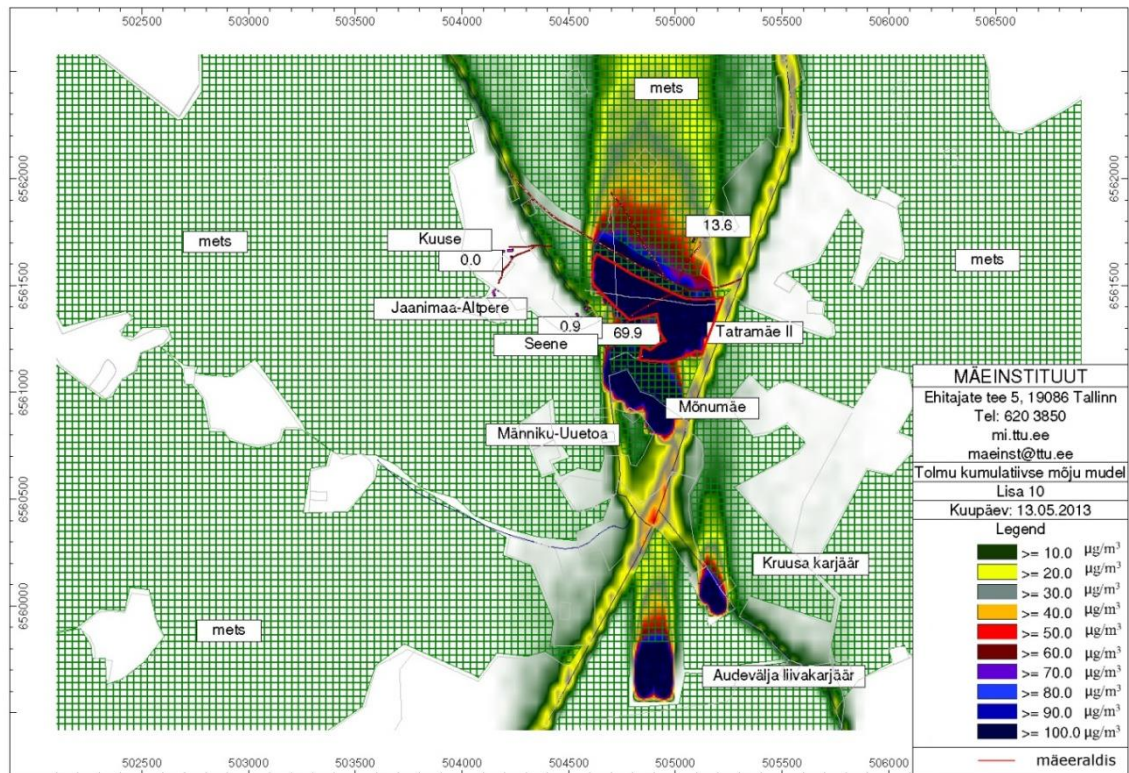 502500 503000 503500 504000 504500 505000 505500 506000 506500
6562000
6561500
6561000
6560500
6560000
6562000
6561500
mets
mets
13.6
Kuuse
0.0
mets
Jaanimaa-Altpere
0.9
69.9
Seene
Tatramäe II
Mõnumäe
Männiku-Uuetoa
Kruusa karjäär
mets
Audevälja liivakarjäär
502500 503000 503500 504000 504500 505000 505500 506000
MÄEINSTITUUT
Ehitajate tee 5, 19086 Tallinn
Tel: 620 3850
mi.ttu.ee
maeinst@ttu.ee
Tolmu kumulatiivse mõju mudel
Lisa 10
Kuupäev: 13.05.2013
Legend
>= 10.0 µg/m³
>= 20.0 µg/m³
>= 30.0 µg/m³
>= 40.0 µg/m³
>= 50.0 µg/m³
>= 60.0 µg/m³
>= 70.0 µg/m³
>= 80.0 µg/m³
>= 90.0 µg/m³
>= 100.0 µg/m³
mäeeraldis